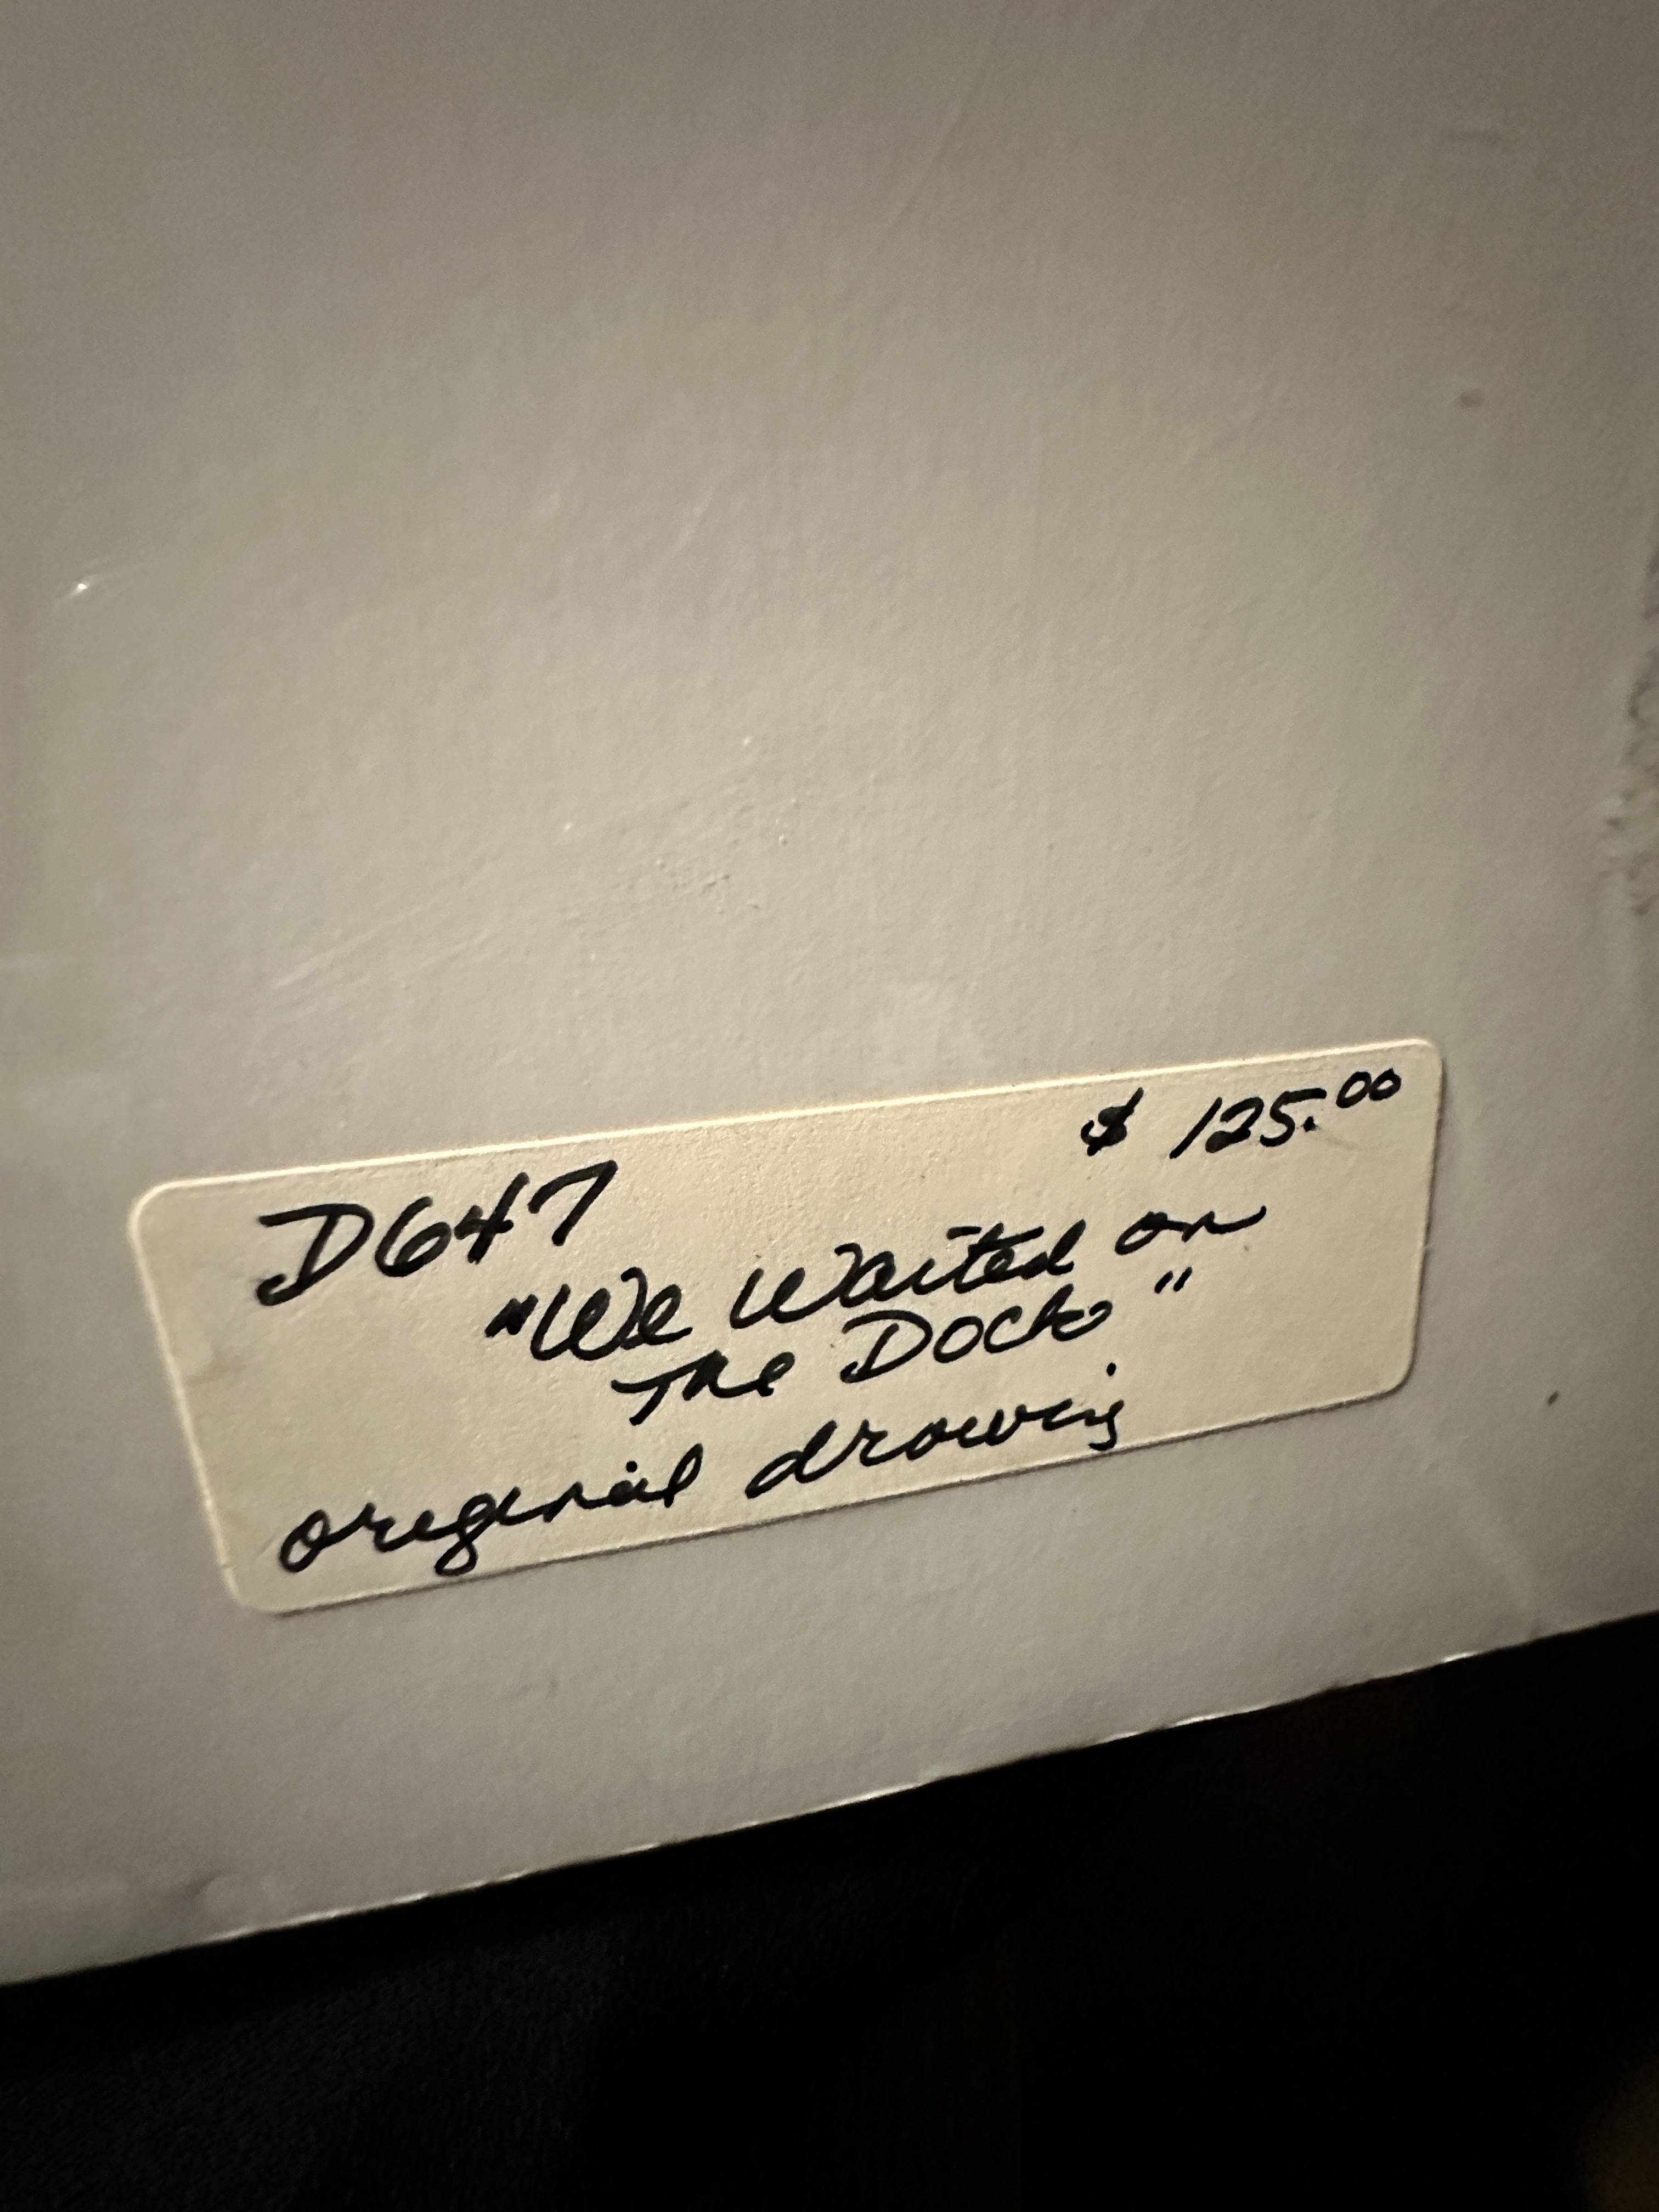 D647 $ 125.00
"We Waited on
The Dock"
original drawing